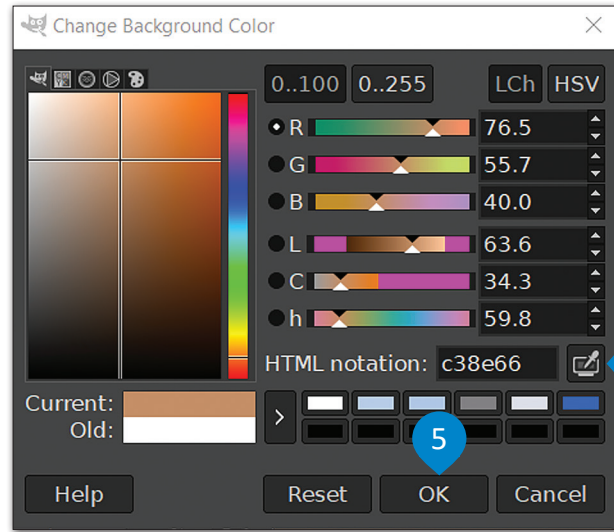 Change Background Color
0..100 0..255 LCh HSV
R 76.5
G 55.7
B 40.0
L 63.6
C 34.3
h 59.8
HTML notation: c38e66
Current:
Old:
>
5
Help Reset OK Cancel